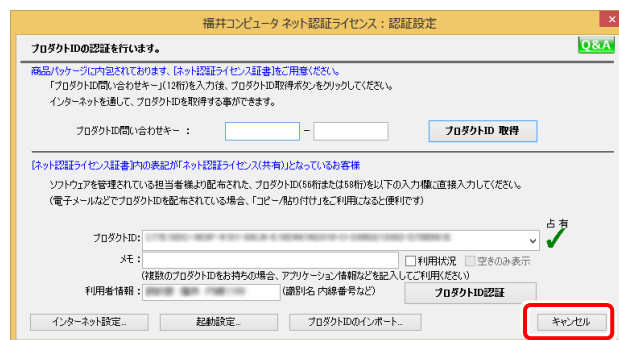 福井コンピュータ ネット認証ライセンス：認証設定
×
プロダクトIDの認証を行います。
Q&A
商品パッケージに内包されております、[ネット認証ライセンス証書]をご用意ください。
「プロダクトID問い合わせキー」(12桁)を入力後、プロダクトID取得ボタンをクリックしてください。
インターネットを通して、プロダクトIDを取得する事ができます。
プロダクトID問い合わせキー ： －
プロダクトID 取得
[ネット認証ライセンス証書]内の表記が「ネット認証ライセンス(共有)」となっているお客様
ソフトウェアを管理されている担当者様より配布された、プロダクトID(56桁または58桁)を以下の入力欄に直接入力してください。
(電子メールなどでプロダクトIDを配布されている場合、「コピー/貼り付け」をご利用になると便利です)
占有
プロダクトID：
メモ：
利用状況 空きのみ表示
(複数のプロダクトIDをお持ちの場合、アプリケーション情報などを記入してご利用ください)
利用者情報：
(識別名 内線番号など)
プロダクトID認証
インターネット設定... 起動設定... プロダクトIDのインポート... キャンセル